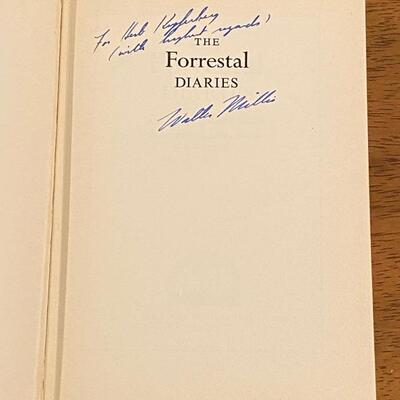 For Herb
(with highest regards)
THE
Forrestal
DIARIES
Walter Millis